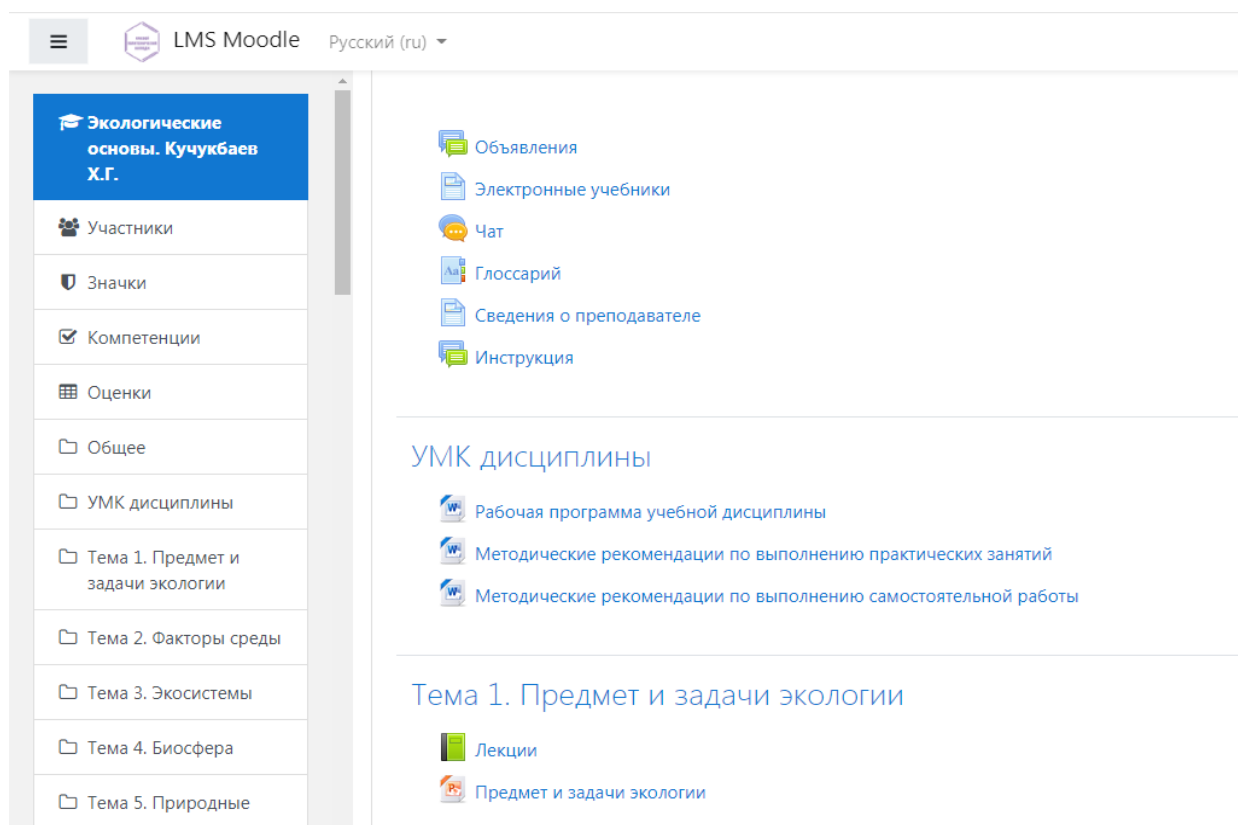 LMS Moodle Русский (ru)
Экологические
основы. Кучукбаев
Х.Г.
Участники
Значки
Компетенции
Оценки
Общее
УМК дисциплины
Тема 1. Предмет и
задачи экологии
Тема 2. Факторы среды
Тема 3. Экосистемы
Тема 4. Биосфера
Тема 5. Природные
Объявления
Электронные учебники
Чат
Глоссарий
Сведения о преподавателе
Инструкция
УМК дисциплины
Рабочая программа учебной дисциплины
Методические рекомендации по выполнению практических занятий
Методические рекомендации по выполнению самостоятельной работы
Тема 1. Предмет и задачи экологии
Лекции
Предмет и задачи экологии